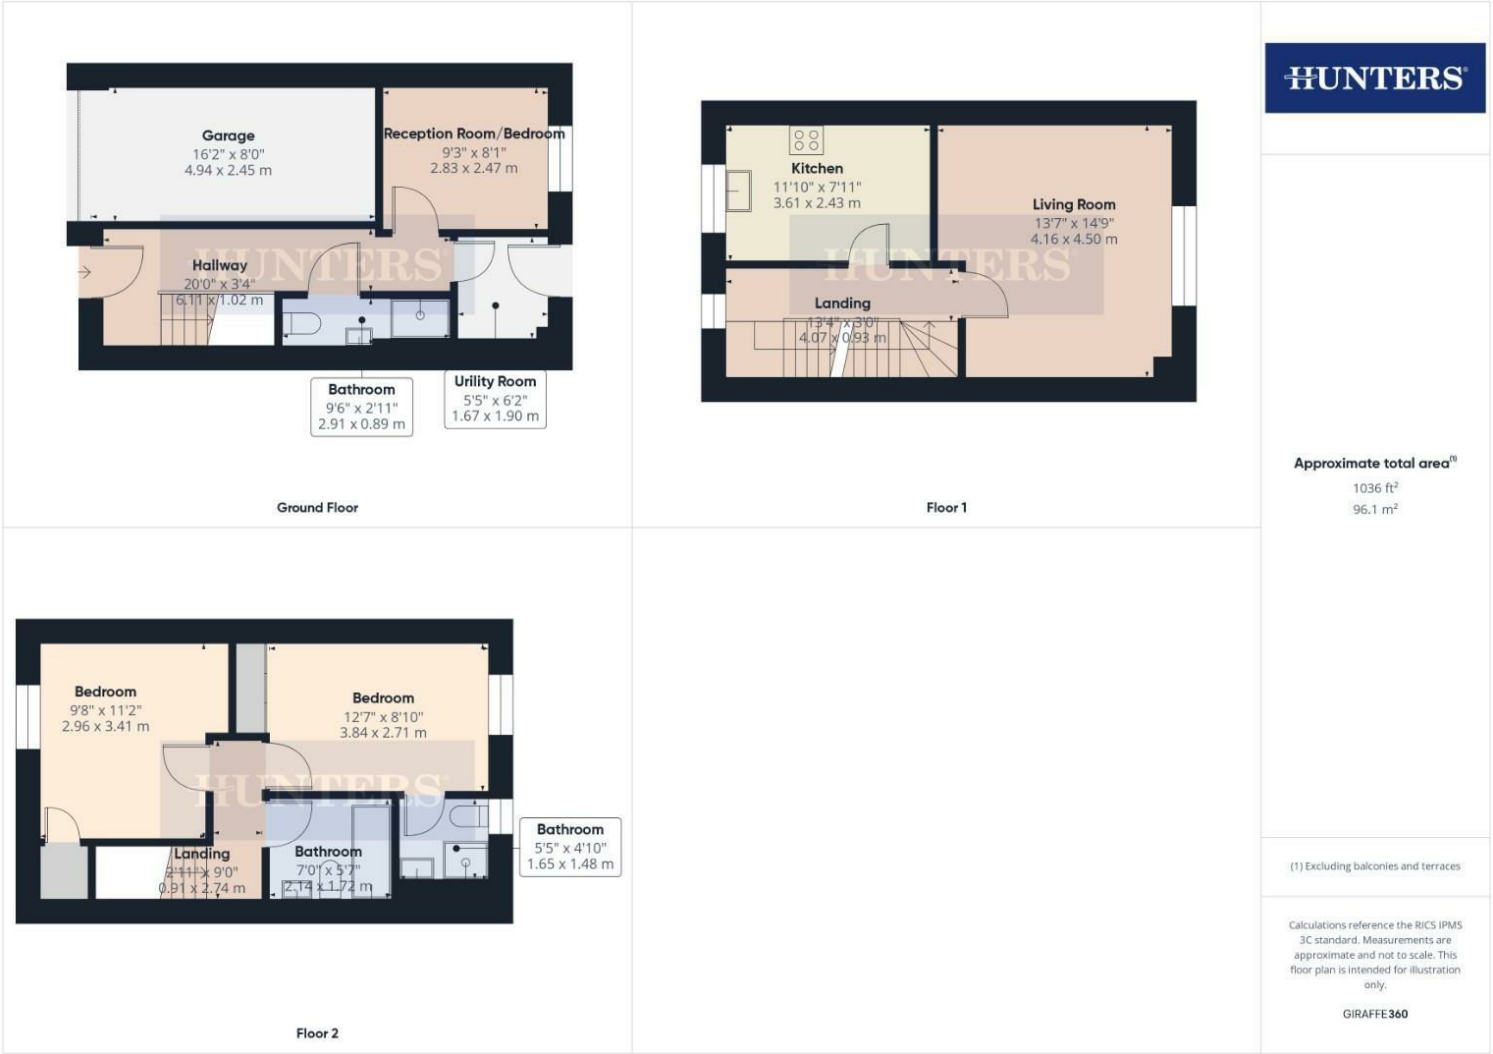 Garage
16'2" x 8'0"
4.94 x 2.45 m
Reception Room/Bedroom
9'3" x 8'1"
2.83 x 2.47 m
HUNTERS
Hallway
20'0" x 3'4"
6.11 x 1.02 m
Bathroom
9'6" x 2'11"
2.91 x 0.89 m
Urility Room
5'5" x 6'2"
1.67 x 1.90 m
Ground Floor
Kitchen
11'10" x 7'11"
3.61 x 2.43 m
Living Room
13'7" x 14'9"
4.16 x 4.50 m
HUNTERS
Landing
13'4" x 3'0"
4.07 x 0.93 m
Floor 1
HUNTERS®
Approximate total area(1)
1036 ft²
96.1 m²
Bedroom
9'8" x 11'2"
2.96 x 3.41 m
Bedroom
12'7" x 8'10"
3.84 x 2.71 m
HUNTERS
Landing
2'11" x 9'0"
0.91 x 2.74 m
Bathroom
7'0" x 5'7"
2.14 x 1.72 m
Bathroom
5'5" x 4'10"
1.65 x 1.48 m
Floor 2
(1) Excluding balconies and terraces
Calculations reference the RICS IPMS
3C standard. Measurements are
approximate and not to scale. This
floor plan is intended for illustration
only.
GIRAFFE360